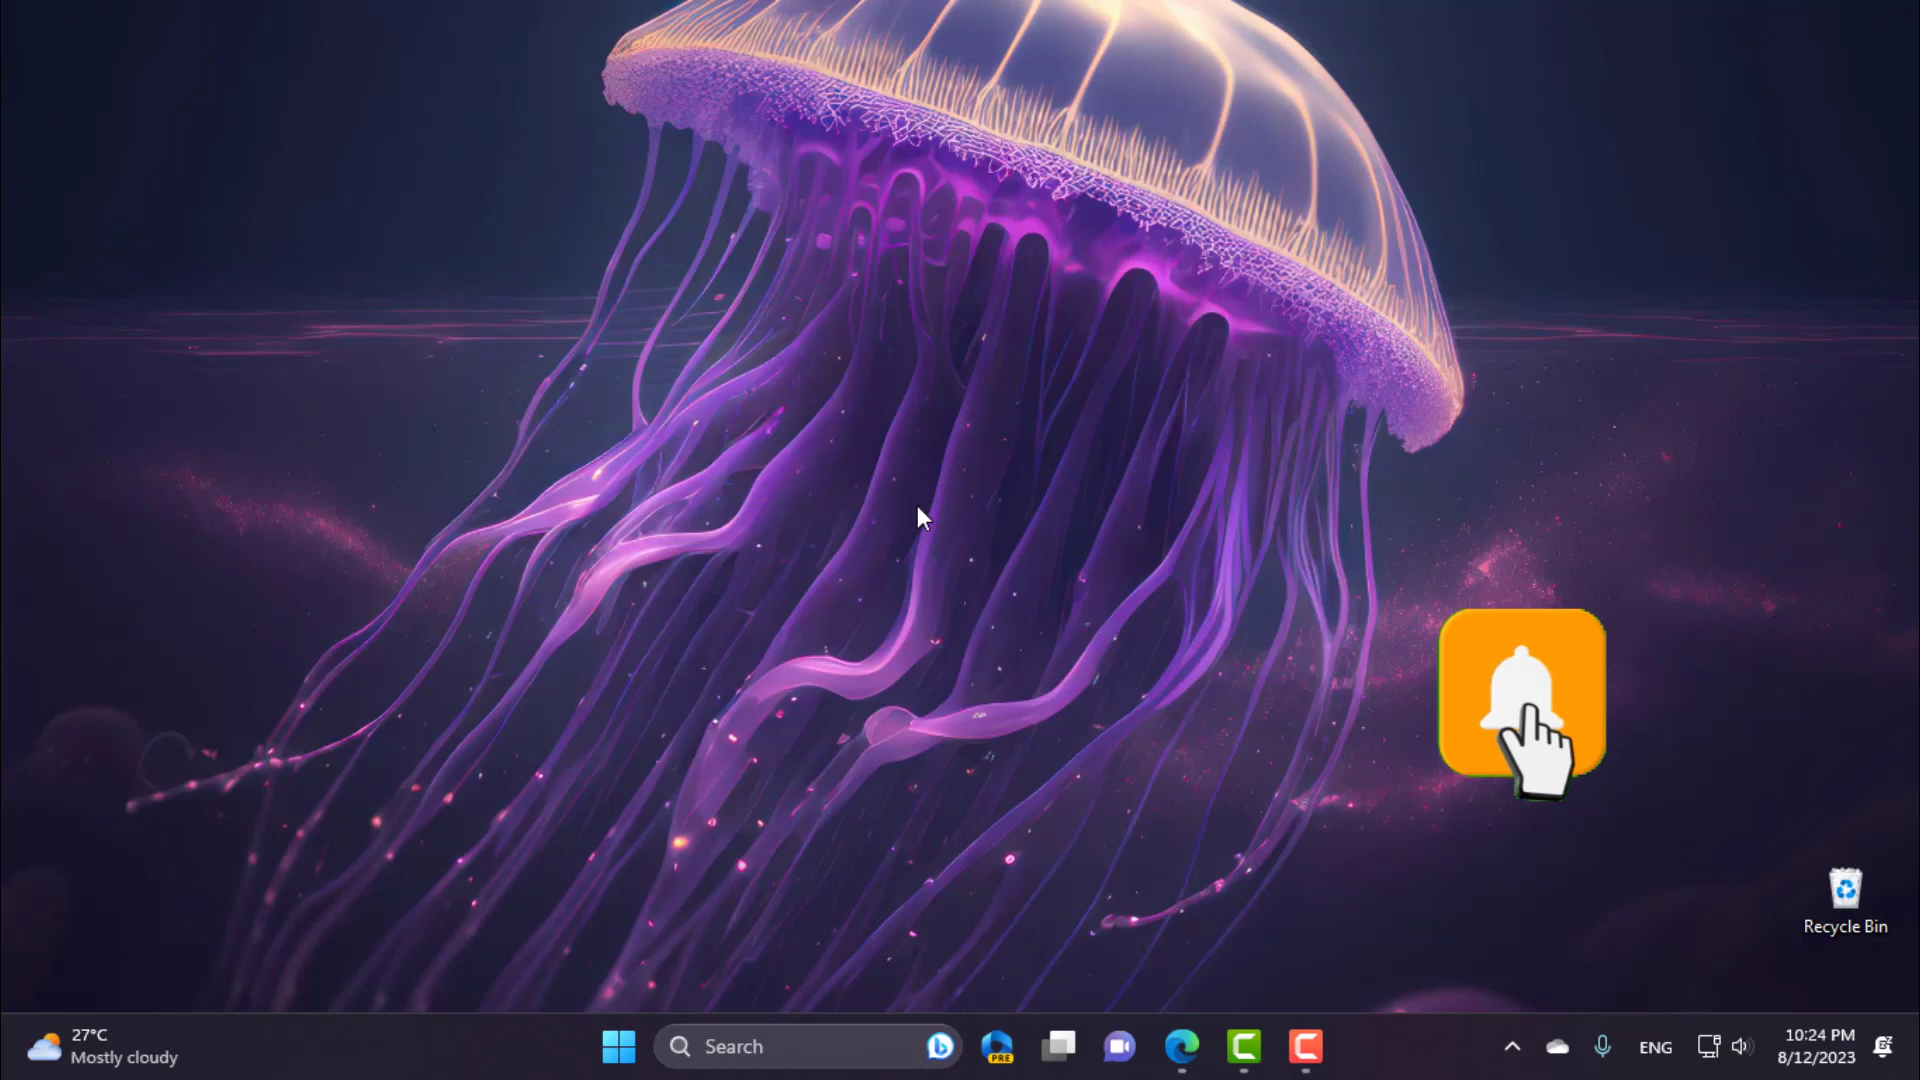 Recycle Bin
27°C
Mostly cloudy
Search
PRE
ENG
10:24 PM
8/12/2023